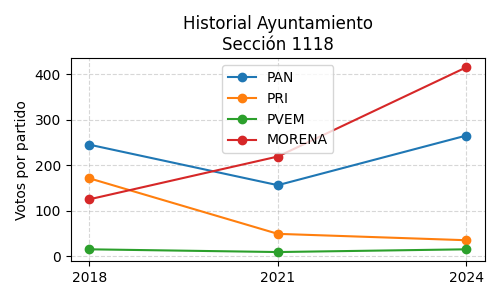 Historial Ayuntamiento
Sección 1118
Votos por partido
400
300
200
100
0
PAN
PRI
PVEM
MORENA
2018
2021
2024